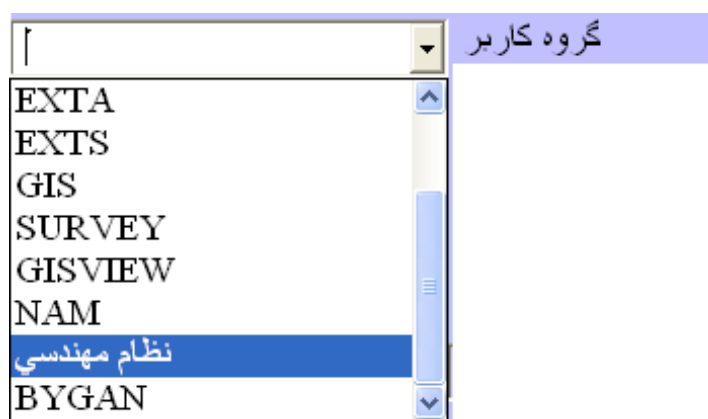 گروه کاربر
EXTA
EXTS
GIS
SURVEY
GISVIEW
NAM
نظام مهندسي
BYGAN